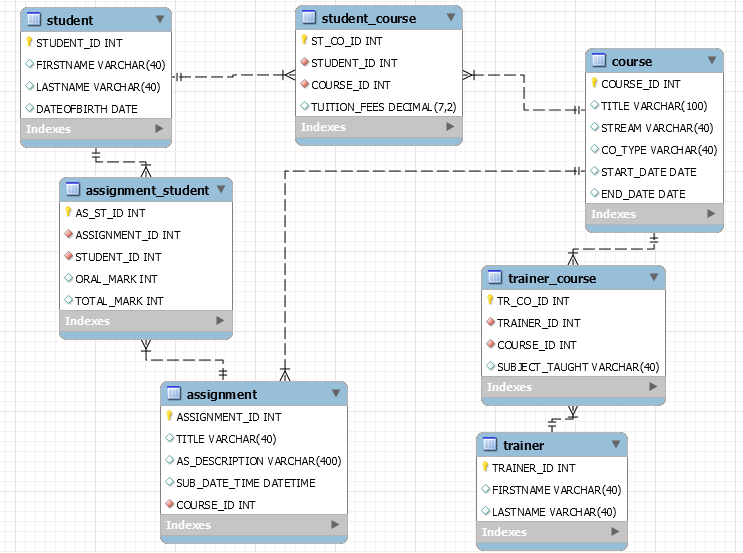 student
STUDENT_ID INT
FIRSTNAME VARCHAR(40)
LASTNAME VARCHAR(40)
DATEOFBIRTH DATE
Indexes
student_course
ST_CO_ID INT
STUDENT_ID INT
COURSE_ID INT
TUITION_FEES DECIMAL(7,2)
Indexes
course
COURSE_ID INT
TITLE VARCHAR(100)
STREAM VARCHAR(40)
CO_TYPE VARCHAR(40)
START_DATE DATE
END_DATE DATE
Indexes
assignment_student
AS_ST_ID INT
ASSIGNMENT_ID INT
STUDENT_ID INT
ORAL_MARK INT
TOTAL_MARK INT
Indexes
trainer_course
TR_CO_ID INT
TRAINER_ID INT
COURSE_ID INT
SUBJECT_TAUGHT VARCHAR(40)
Indexes
assignment
ASSIGNMENT_ID INT
TITLE VARCHAR(40)
AS_DESCRIPTION VARCHAR(400)
SUB_DATE_TIME DATETIME
COURSE_ID INT
Indexes
trainer
TRAINER_ID INT
FIRSTNAME VARCHAR(40)
LASTNAME VARCHAR(40)
Indexes